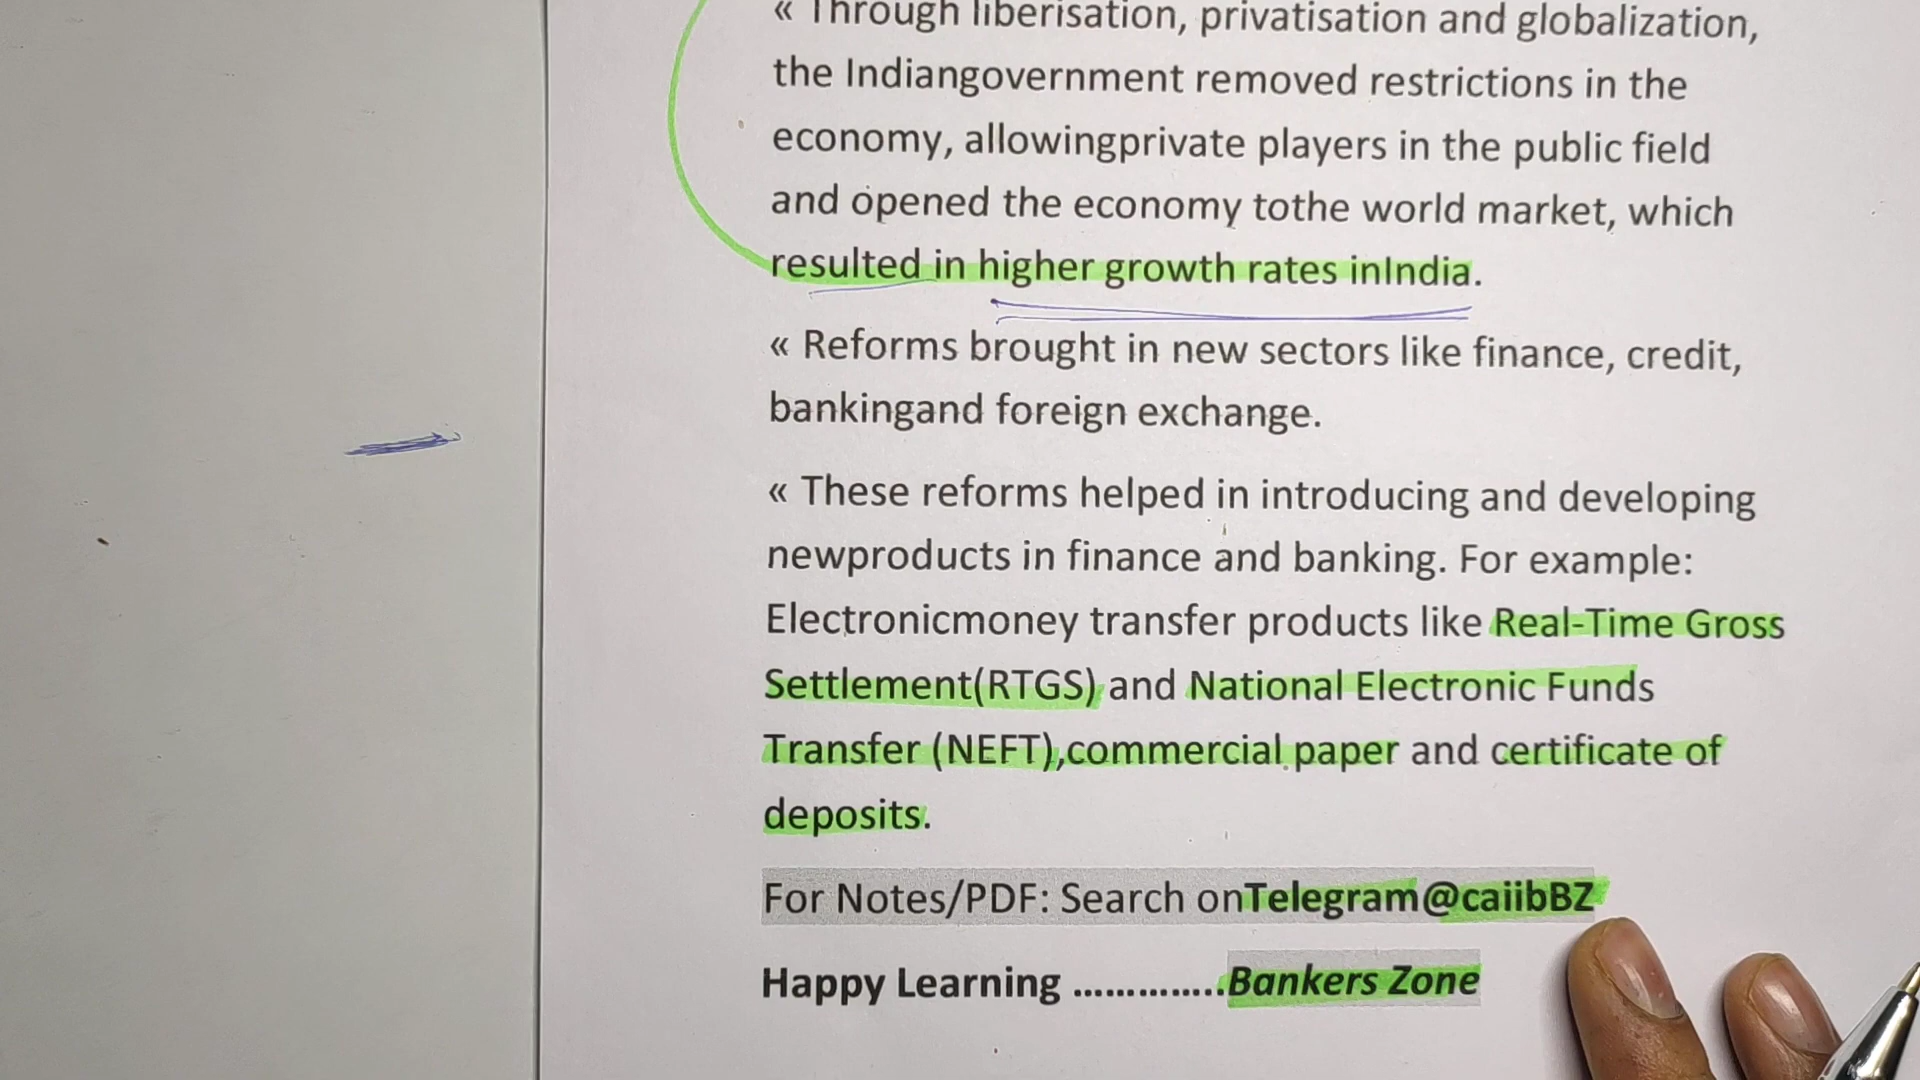 « Through liberisation, privatisation and globalization,
the Indiangovernment removed restrictions in the
economy, allowingprivate players in the public field
and opened the economy tothe world market, which
resulted in higher growth rates inIndia.
« Reforms brought in new sectors like finance, credit,
bankingand foreign exchange.
« These reforms helped in introducing and developing
newproducts in finance and banking. For example:
Electronicmoney transfer products like Real-Time Gross
Settlement(RTGS) and National Electronic Funds
Transfer (NEFT),commercial paper and certificate of
deposits.
For Notes/PDF: Search onTelegram@caiibBZ
Happy Learning ...............Bankers Zone